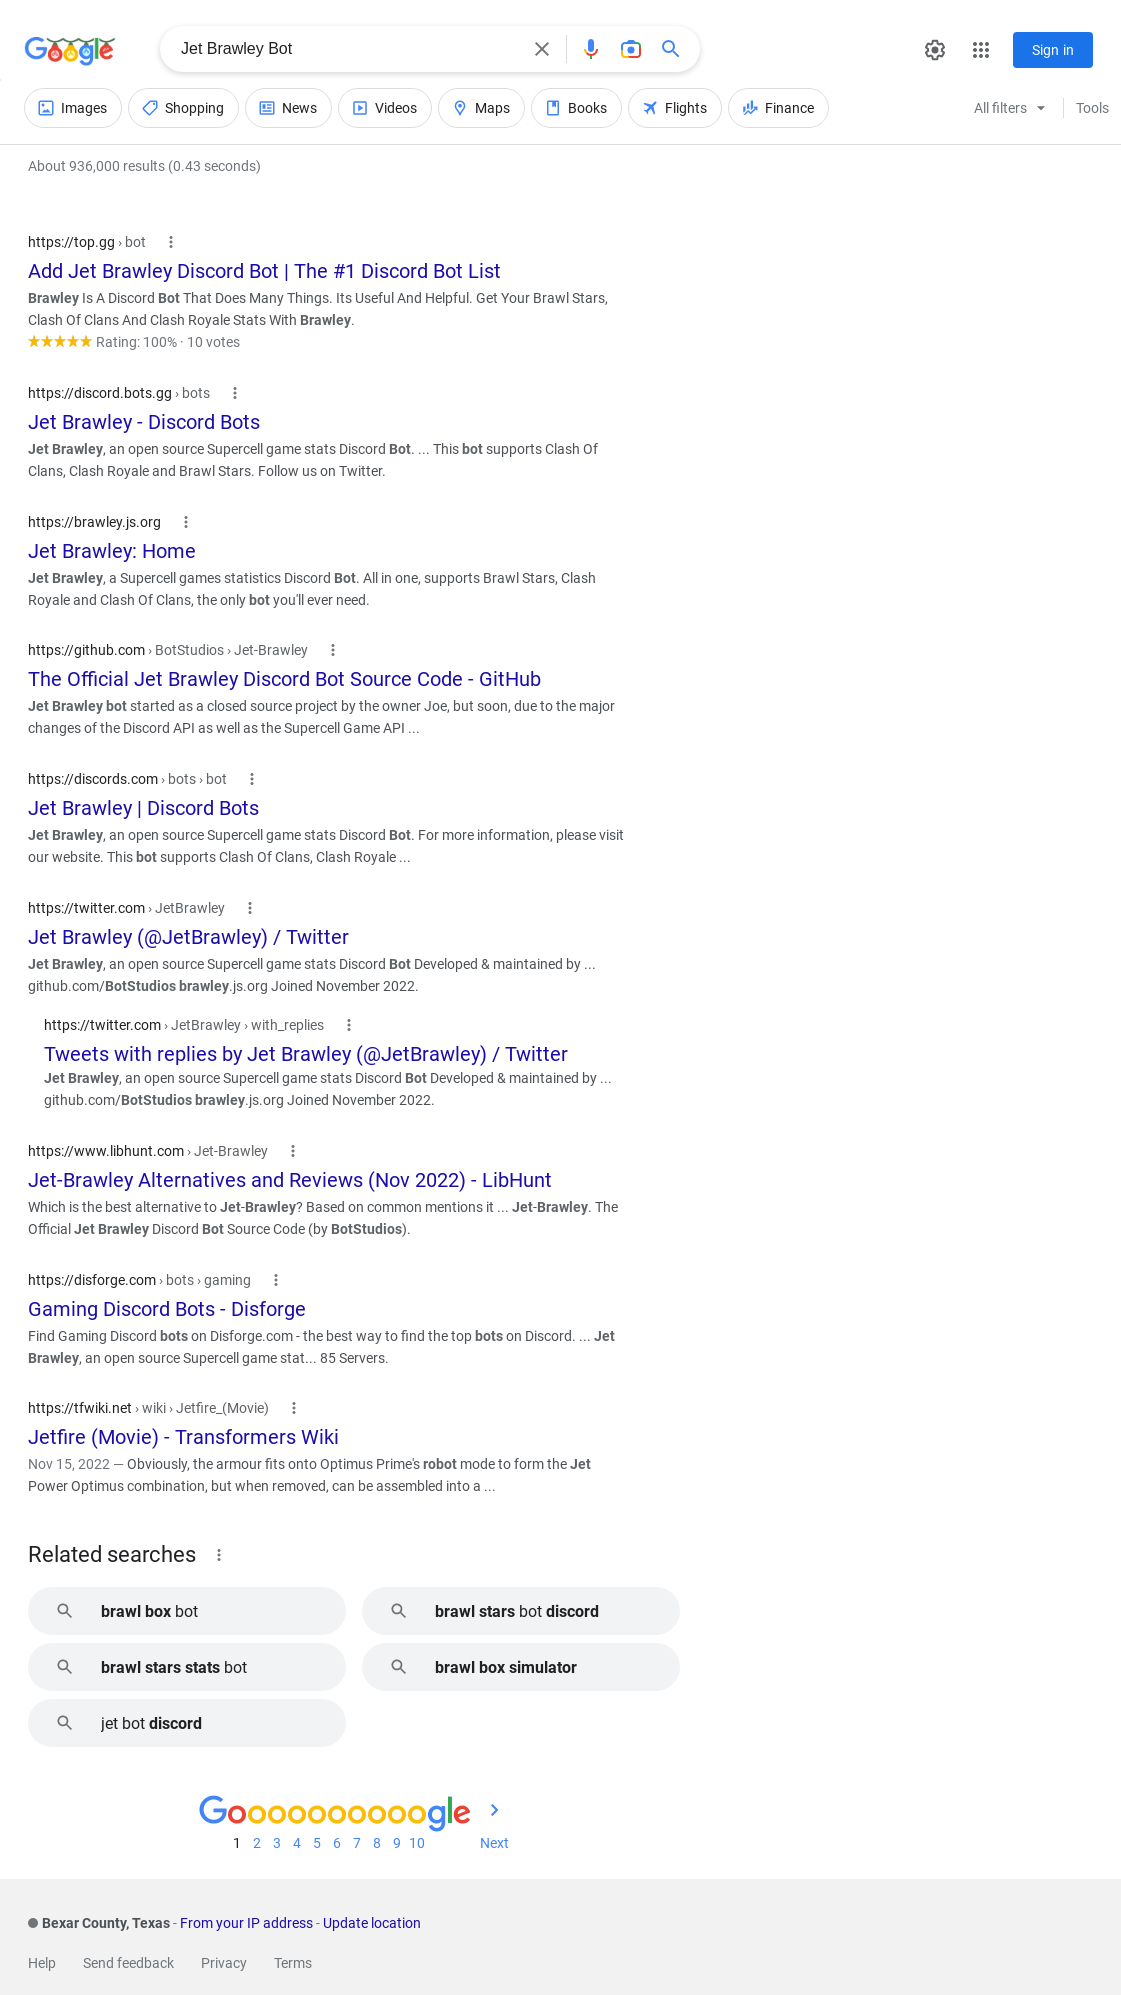 Google
Jet Brawley Bot
Sign in
Images
Shopping
News
Videos
Maps
Books
Flights
Finance
All filters
Tools
About 936,000 results (0.43 seconds)
https://top.gg › bot
Add Jet Brawley Discord Bot | The #1 Discord Bot List
Brawley Is A Discord Bot That Does Many Things. Its Useful And Helpful. Get Your Brawl Stars,
Clash Of Clans And Clash Royale Stats With Brawley.
Rating: 100% · 10 votes
https://discord.bots.gg › bots
Jet Brawley - Discord Bots
Jet Brawley, an open source Supercell game stats Discord Bot. ... This bot supports Clash Of
Clans, Clash Royale and Brawl Stars. Follow us on Twitter.
https://brawley.js.org
Jet Brawley: Home
Jet Brawley, a Supercell games statistics Discord Bot. All in one, supports Brawl Stars, Clash
Royale and Clash Of Clans, the only bot you'll ever need.
https://github.com › BotStudios › Jet-Brawley
The Official Jet Brawley Discord Bot Source Code - GitHub
Jet Brawley bot started as a closed source project by the owner Joe, but soon, due to the major
changes of the Discord API as well as the Supercell Game API ...
https://discords.com › bots › bot
Jet Brawley | Discord Bots
Jet Brawley, an open source Supercell game stats Discord Bot. For more information, please visit
our website. This bot supports Clash Of Clans, Clash Royale ...
https://twitter.com › JetBrawley
Jet Brawley (@JetBrawley) / Twitter
Jet Brawley, an open source Supercell game stats Discord Bot Developed & maintained by ...
github.com/BotStudios brawley.js.org Joined November 2022.
https://twitter.com › JetBrawley › with_replies
Tweets with replies by Jet Brawley (@JetBrawley) / Twitter
Jet Brawley, an open source Supercell game stats Discord Bot Developed & maintained by ...
github.com/BotStudios brawley.js.org Joined November 2022.
https://www.libhunt.com › Jet-Brawley
Jet-Brawley Alternatives and Reviews (Nov 2022) - LibHunt
Which is the best alternative to Jet-Brawley? Based on common mentions it ... Jet-Brawley. The
Official Jet Brawley Discord Bot Source Code (by BotStudios).
https://disforge.com › bots › gaming
Gaming Discord Bots - Disforge
Find Gaming Discord bots on Disforge.com - the best way to find the top bots on Discord. ... Jet
Brawley, an open source Supercell game stat... 85 Servers.
https://tfwiki.net › wiki › Jetfire_(Movie)
Jetfire (Movie) - Transformers Wiki
Nov 15, 2022 — Obviously, the armour fits onto Optimus Prime's robot mode to form the Jet
Power Optimus combination, but when removed, can be assembled into a ...
Related searches
brawl box bot
brawl stars bot discord
brawl stars stats bot
brawl box simulator
jet bot discord
Goooooooooogle
1 2 3 4 5 6 7 8 9 10 Next
Bexar County, Texas - From your IP address - Update location
Help
Send feedback
Privacy
Terms